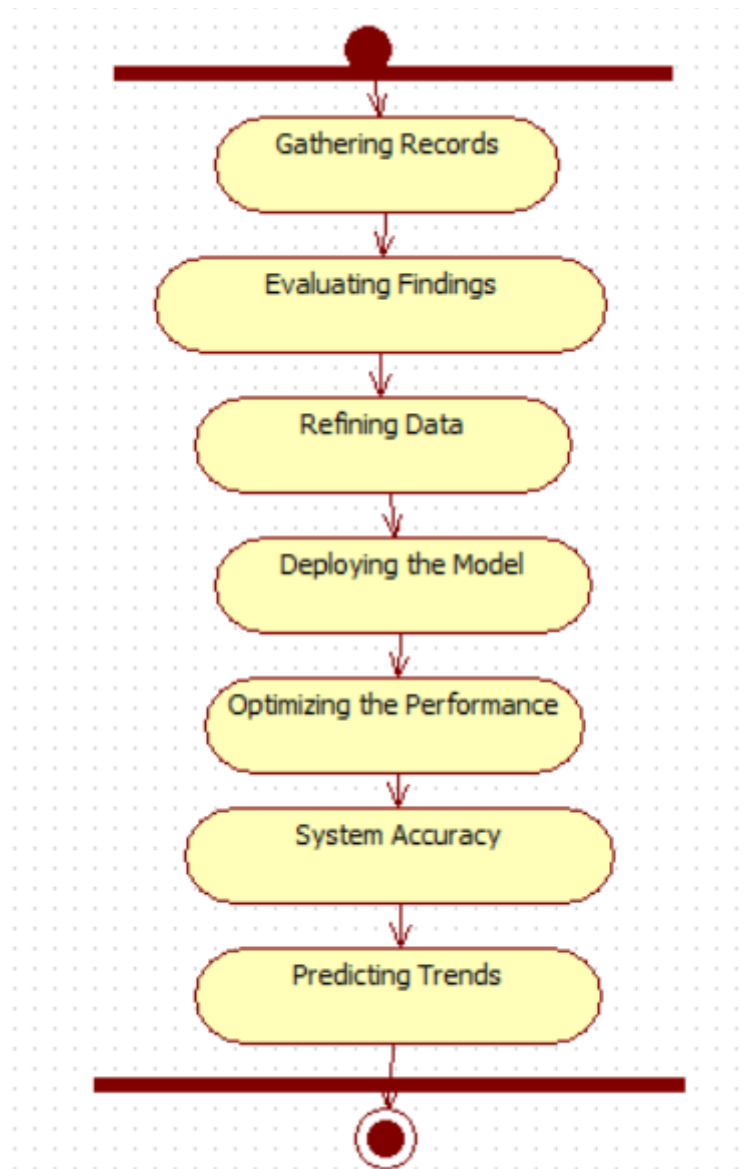 Gathering Records
Evaluating Findings
Refining Data
Deploying the Model
Optimizing the Performance
System Accuracy
Predicting Trends